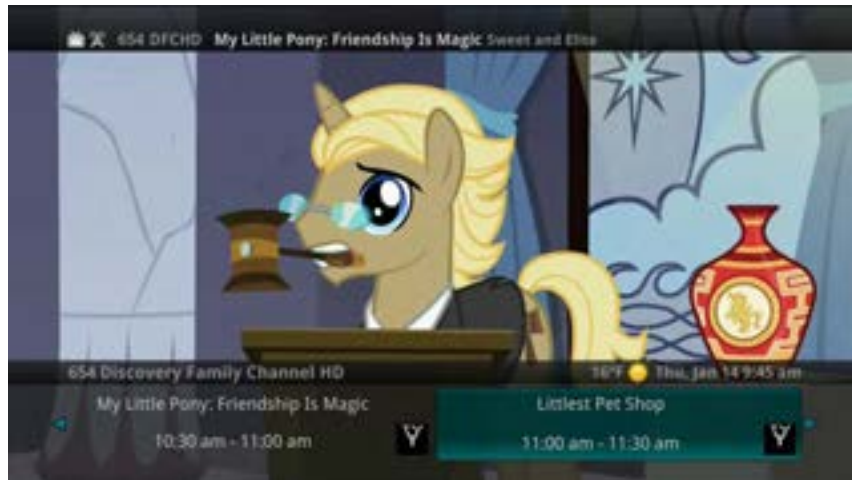 654 DFCHD My Little Pony: Friendship Is Magic Sweet and Elite
654 Discovery Family Channel HD 16°F Thu, Jan 14 9:45 am
My Little Pony: Friendship Is Magic Littlest Pet Shop
10:30 am - 11:00 am 11:00 am - 11:30 am